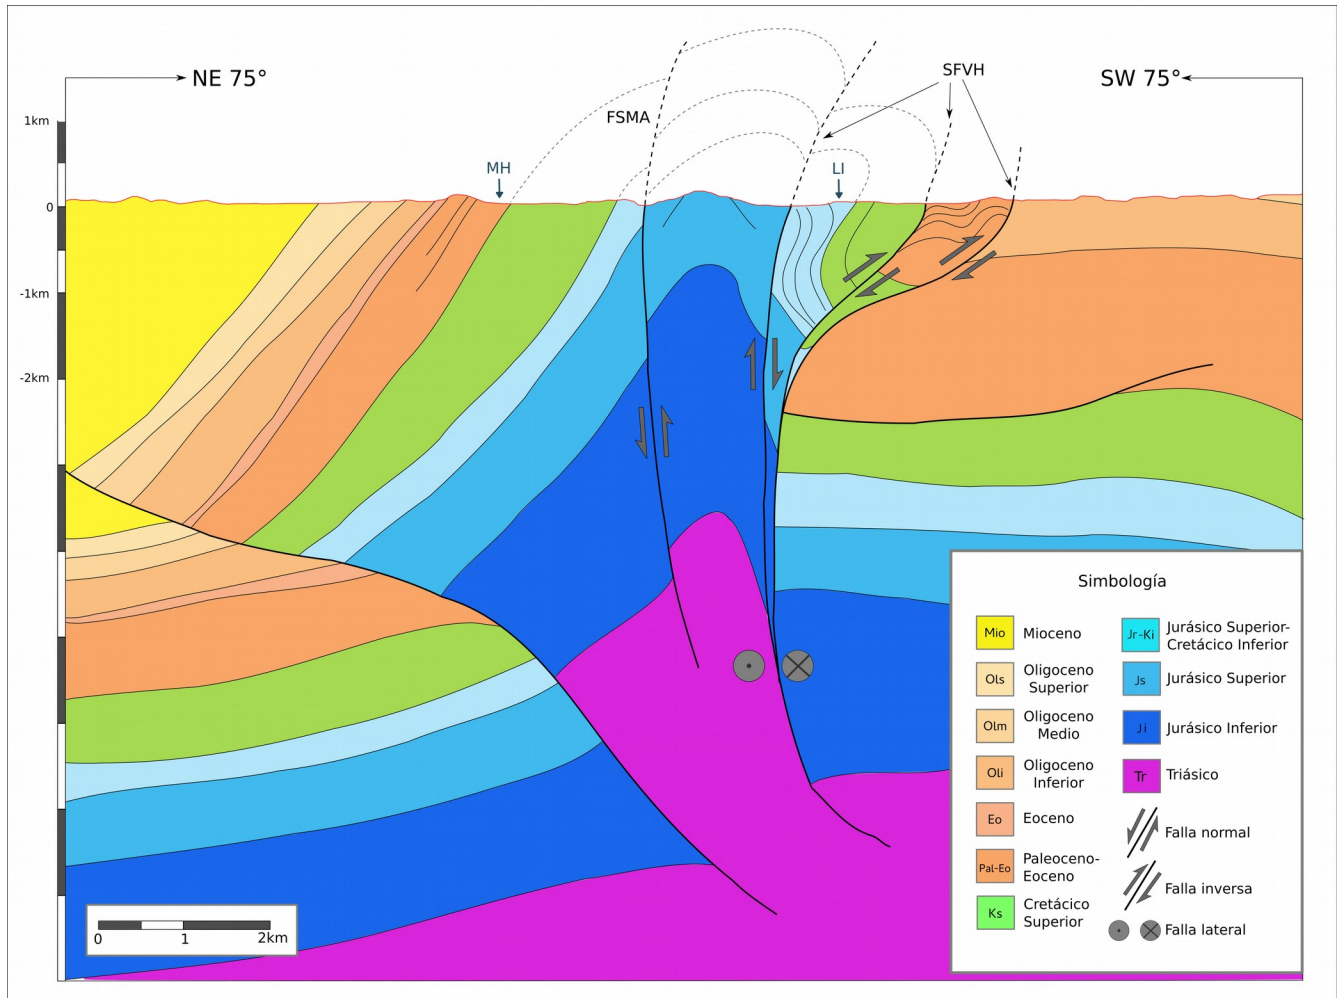 NE 75°
SW 75°
SFVH
FSMA
MH
LI
1km
0
-1km
-2km
Simbología
Mio Mioceno
Ols Oligoceno
Superior
Olm Oligoceno
Medio
Oli Oligoceno
Inferior
Eo Eoceno
Pal-Eo Paleoceno-
Eoceno
Ks Cretácico
Superior
Jr-Ki Jurásico Superior-
Cretácico Inferior
Js Jurásico Superior
Ji Jurásico Inferior
Tr Triásico
Falla normal
Falla inversa
Falla lateral
0 1 2km